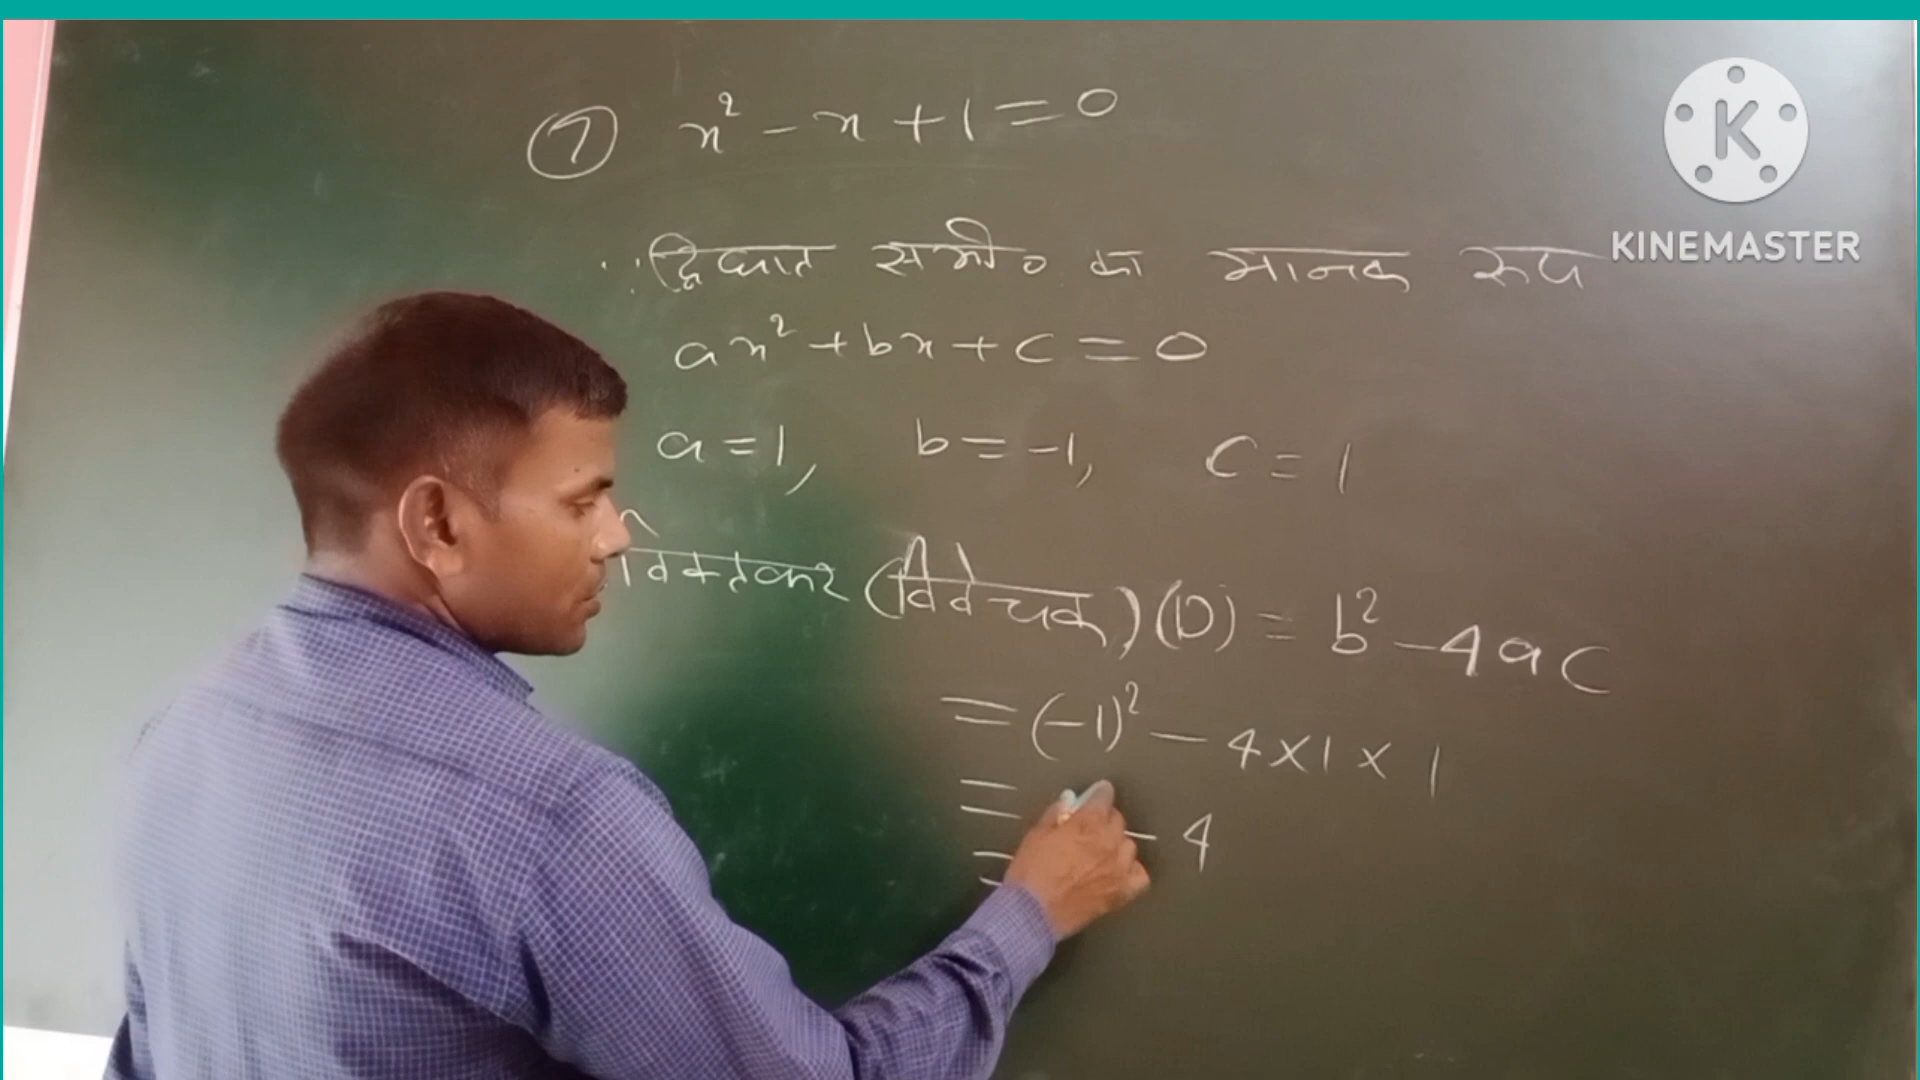 7 x² - x + 1 = 0
∵ द्विघात समी० का मानक रूप
ax² + bx + c = 0
a = 1, b = -1, c = 1
विविक्तकर (विवेचक) (D) = b² - 4ac
= (-1)² - 4 × 1 × 1
= - 4
=
K
KINEMASTER